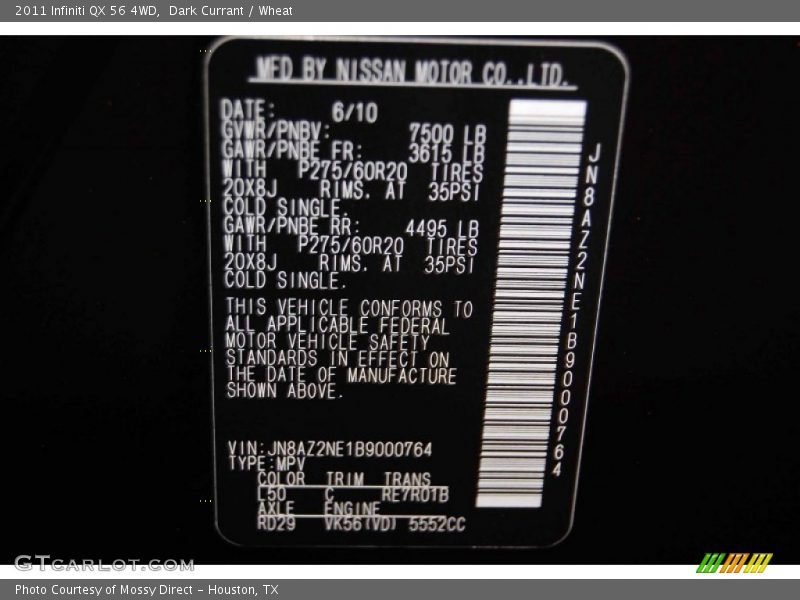 2011 Infiniti QX 56 4WD, Dark Currant / Wheat
MFD BY NISSAN MOTOR CO.,LTD.
DATE: 6/10
GVWR/PNBV: 7500 LB
GAWR/PNBE FR: 3615 LB
WITH P275/60R20 TIRES
20X8J RIMS. AT 35PSI
COLD SINGLE.
GAWR/PNBE RR: 4495 LB
WITH P275/60R20 TIRES
20X8J RIMS. AT 35PSI
COLD SINGLE.
THIS VEHICLE CONFORMS TO
ALL APPLICABLE FEDERAL
MOTOR VEHICLE SAFETY
STANDARDS IN EFFECT ON
THE DATE OF MANUFACTURE
SHOWN ABOVE.
VIN:JN8AZ2NE1B9000764
TYPE:MPV
COLOR TRIM TRANS
L50 C RE7R01B
AXLE ENGINE
RD29 VK56(VD) 5552CC
JN8AZ2NE1B9000764
GTCarLot.com
Photo Courtesy of Mossy Direct - Houston, TX